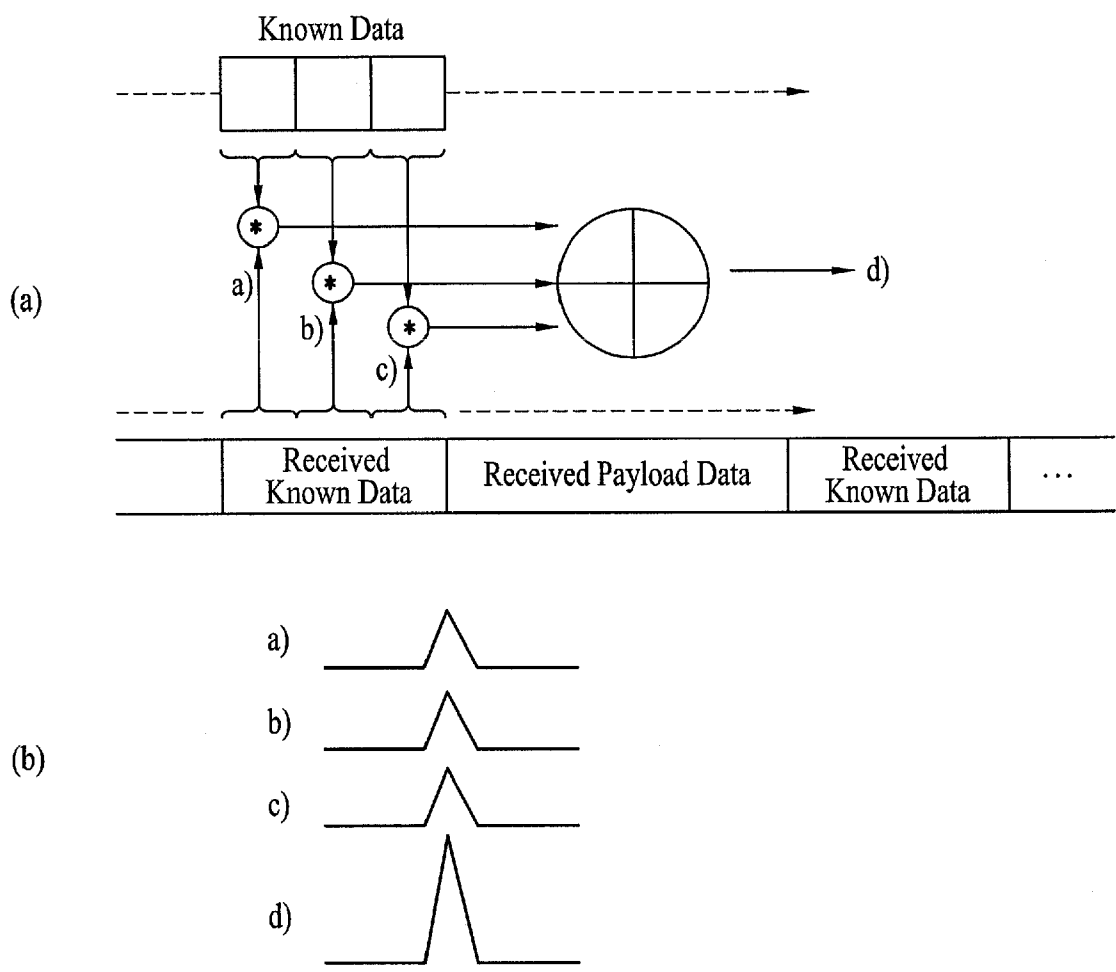 Known Data
*
a)
*
b)
*
c)
d)
(a)
Received
Known Data
Received Payload Data
Received
Known Data
...
a)
b)
(b)
c)
d)